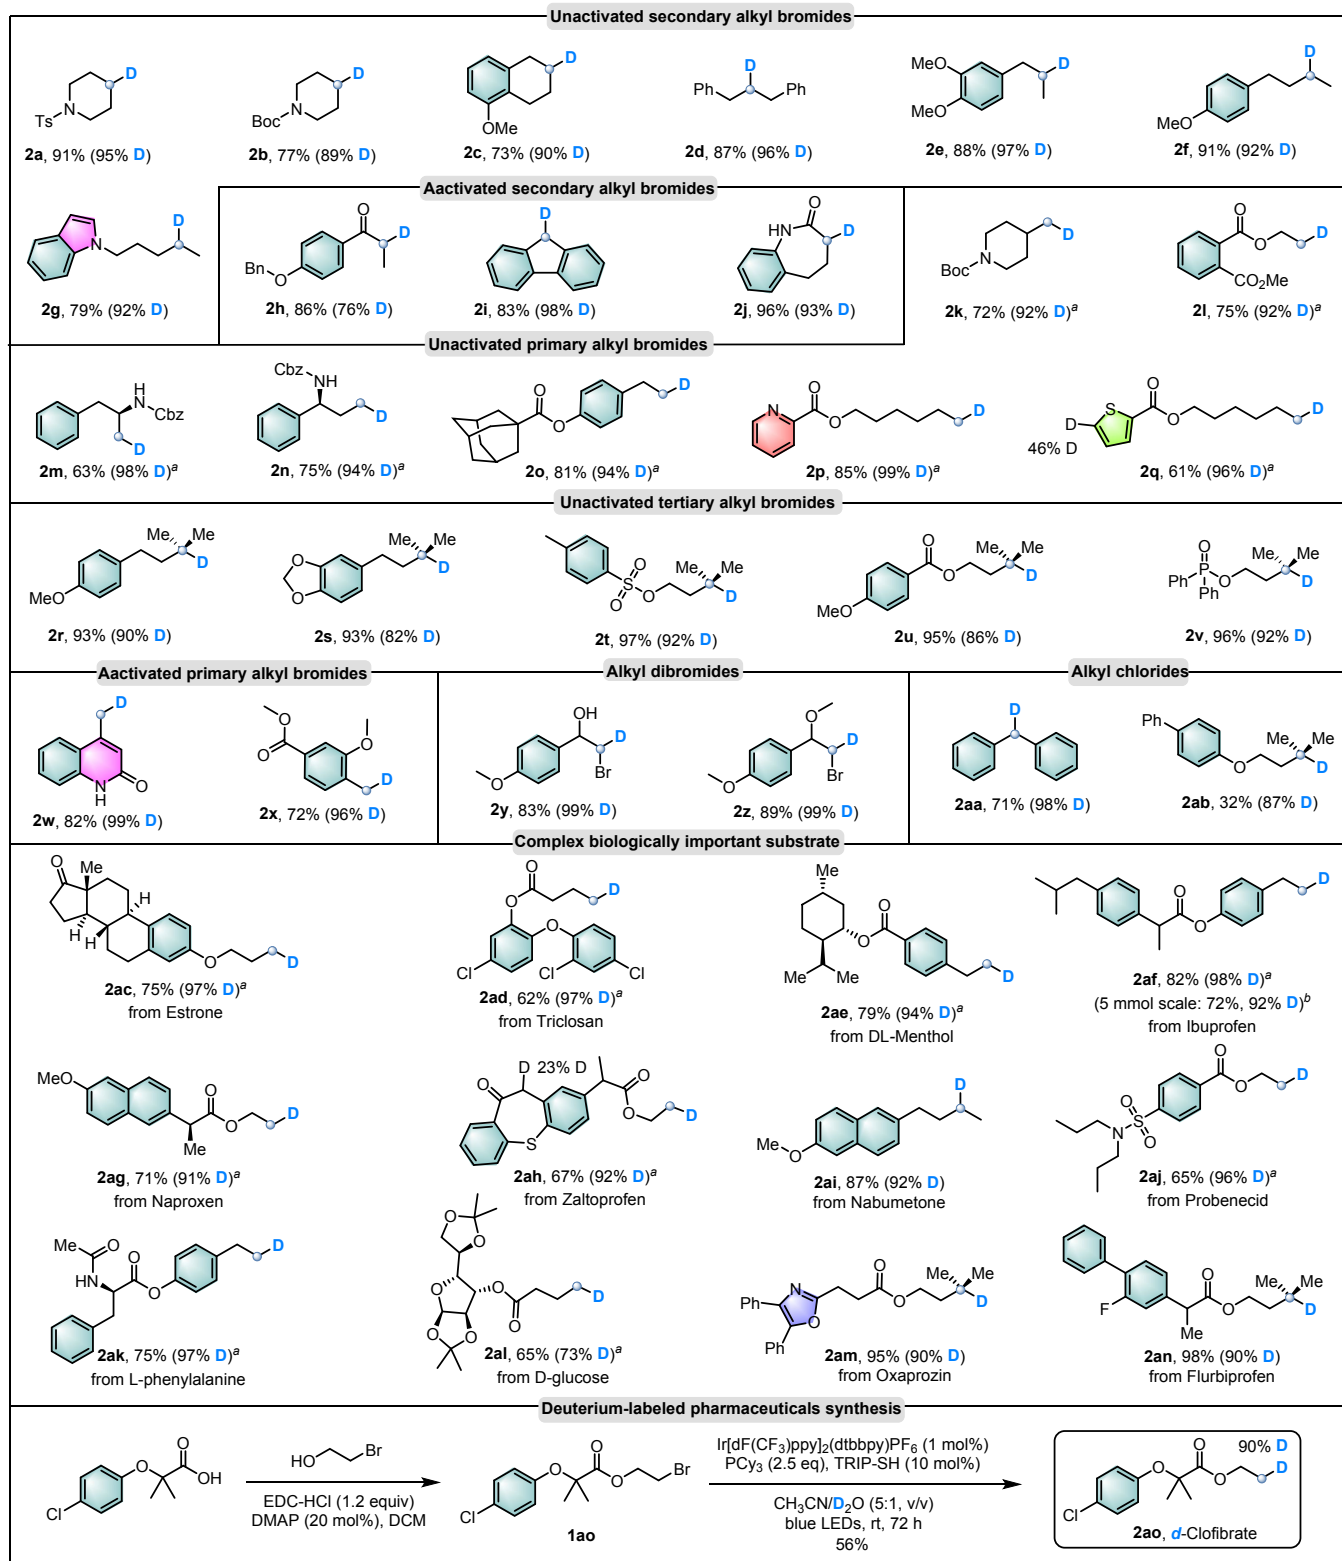 Unactivated secondary alkyl bromides
D
N
Ts
2a, 91% (95% D)
D
N
Boc
2b, 77% (89% D)
D
OMe
2c, 73% (90% D)
D
Ph Ph
2d, 87% (96% D)
MeO
MeO
D
2e, 88% (97% D)
D
MeO
2f, 91% (92% D)
D
N
2g, 79% (92% D)
Aactivated secondary alkyl bromides
O
D
BnO
2h, 86% (76% D)
D
2i, 83% (98% D)
O
HN
D
2j, 96% (93% D)
D
N
Boc
2k, 72% (92% D)a
O
O
D
CO2Me
2l, 75% (92% D)a
Unactivated primary alkyl bromides
H
N
Cbz
D
2m, 63% (98% D)a
Cbz NH
D
2n, 75% (94% D)a
O
O
D
2o, 81% (94% D)a
N
O
O
D
2p, 85% (99% D)a
S
O
O
D
D
46% D
2q, 61% (96% D)a
Unactivated tertiary alkyl bromides
Me Me
D
MeO
2r, 93% (90% D)
Me Me
D
O
O
2s, 93% (82% D)
S
O
O
O
Me Me
D
2t, 97% (92% D)
O
O
Me Me
D
MeO
2u, 95% (86% D)
O
Ph P
Ph
O
Me Me
D
2v, 96% (92% D)
Aactivated primary alkyl bromides
D
N
H
O
2w, 82% (99% D)
O
O
O
D
2x, 72% (96% D)
Alkyl dibromides
OH
D
Br
O
2y, 83% (99% D)
O
D
Br
O
2z, 89% (99% D)
Alkyl chlorides
D
2aa, 71% (98% D)
Ph
O
Me Me
D
2ab, 32% (87% D)
Complex biologically important substrate
O
Me
H
H
H
O
D
2ac, 75% (97% D)a
from Estrone
O
O
D
O
Cl
Cl
Cl
2ad, 62% (97% D)a
from Triclosan
Me
O
O
Me
Me
D
2ae, 79% (94% D)a
from DL-Menthol
Me
Me
Me
O
O
D
2af, 82% (98% D)a
(5 mmol scale: 72%, 92% D)b
from Ibuprofen
MeO
O
O
Me
D
2ag, 71% (91% D)a
from Naproxen
D 23% D
O
S
O
O
D
2ah, 67% (92% D)a
from Zaltoprofen
D
MeO
2ai, 87% (92% D)
from Nabumetone
O
O
D
S
O
O
N
2aj, 65% (96% D)a
from Probenecid
Me
O
HN
O
O
D
2ak, 75% (97% D)a
from L-phenylalanine
O
O
O
O
O
O
O
D
2al, 65% (73% D)a
from D-glucose
Ph
Ph
N
O
O
O
Me Me
D
2am, 95% (90% D)
from Oxaprozin
F
O
O
Me
Me Me
D
2an, 98% (90% D)
from Flurbiprofen
Deuterium-labeled pharmaceuticals synthesis
O
O
OH
Cl
HO
Br
EDC-HCl (1.2 equiv)
DMAP (20 mol%), DCM
O
O
O
Br
Cl
1ao
Ir[dF(CF3)ppy]2(dtbbpy)PF6 (1 mol%)
PCy3 (2.5 eq), TRIP-SH (10 mol%)
CH3CN/D2O (5:1, v/v)
blue LEDs, rt, 72 h
56%
90% D
O
O
O
D
Cl
2ao, d-Clofibrate